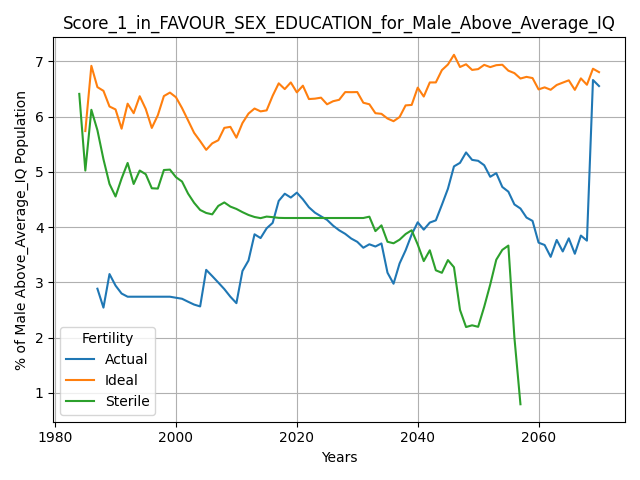 Score_1_in_FAVOUR_SEX_EDUCATION_for_Male_Above_Average_IQ
% of Male Above_Average_IQ Population
7
6
5
4
3
2
1
Fertility
Actual
Ideal
Sterile
1980 2000 2020 2040 2060
Years